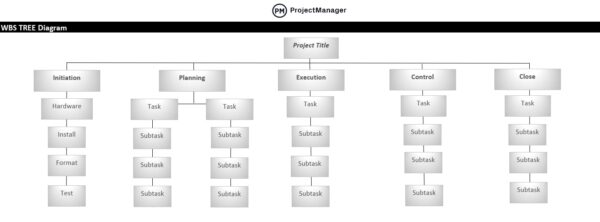 PM ProjectManager
WBS TREE Diagram
Project Title
Initiation Planning Execution Control Close
Hardware Task Task Task Task Task
Install Subtask Subtask Subtask Subtask Subtask
Format Subtask Subtask Subtask Subtask Subtask
Test Subtask Subtask Subtask Subtask Subtask